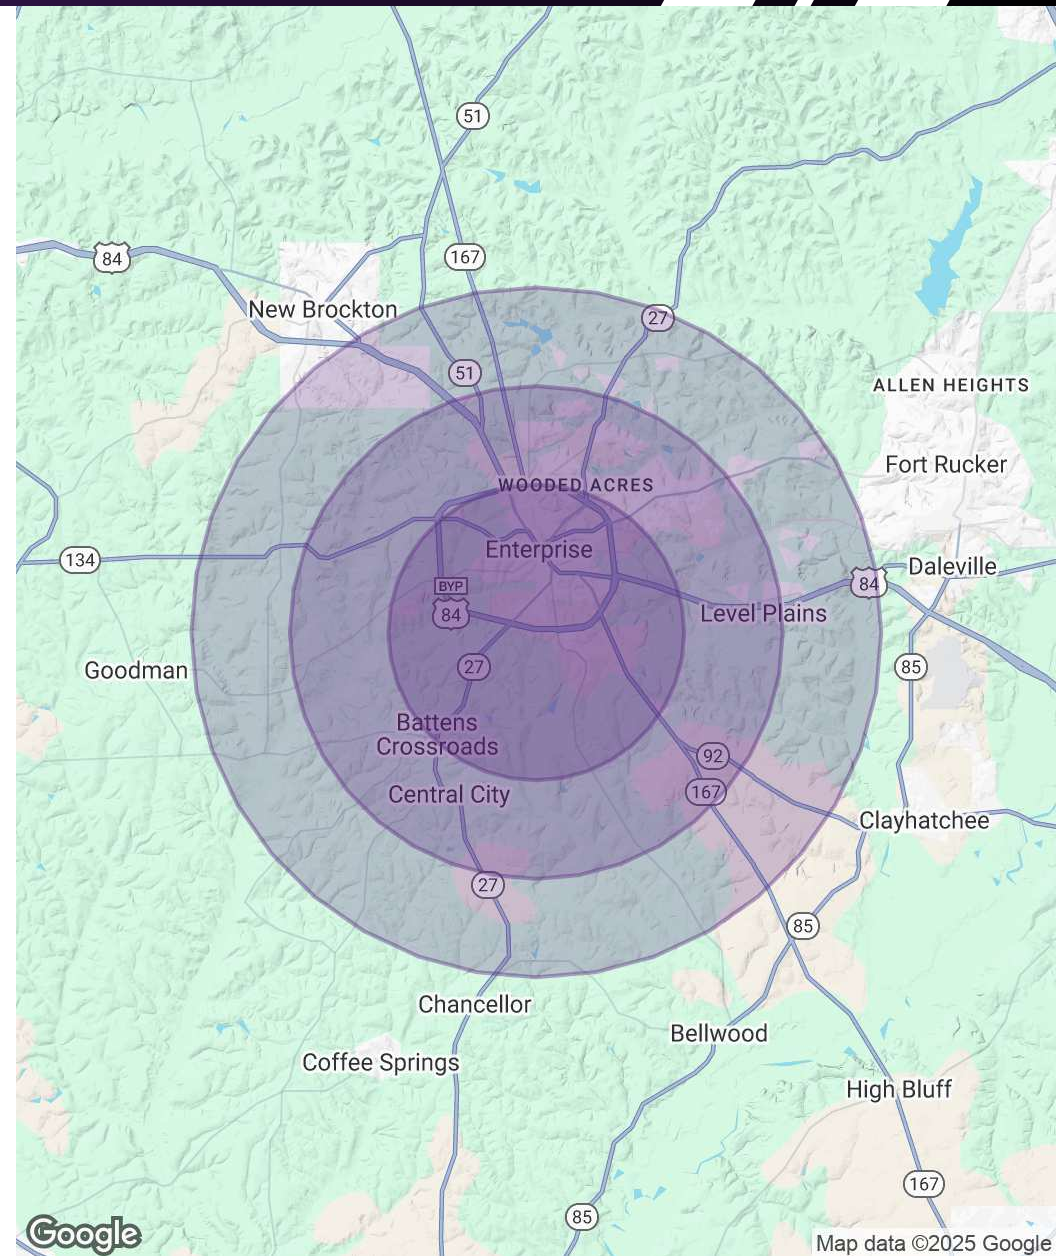 51
84
167
New Brockton
27
51
ALLEN HEIGHTS
Fort Rucker
WOODED ACRES
Enterprise
134
Daleville
BYP
84
84
Level Plains
27
Goodman
85
Battens
Crossroads
92
Central City
167
Clayhatchee
27
85
Chancellor
Bellwood
Coffee Springs
High Bluff
167
85
Google
Map data ©2025 Google